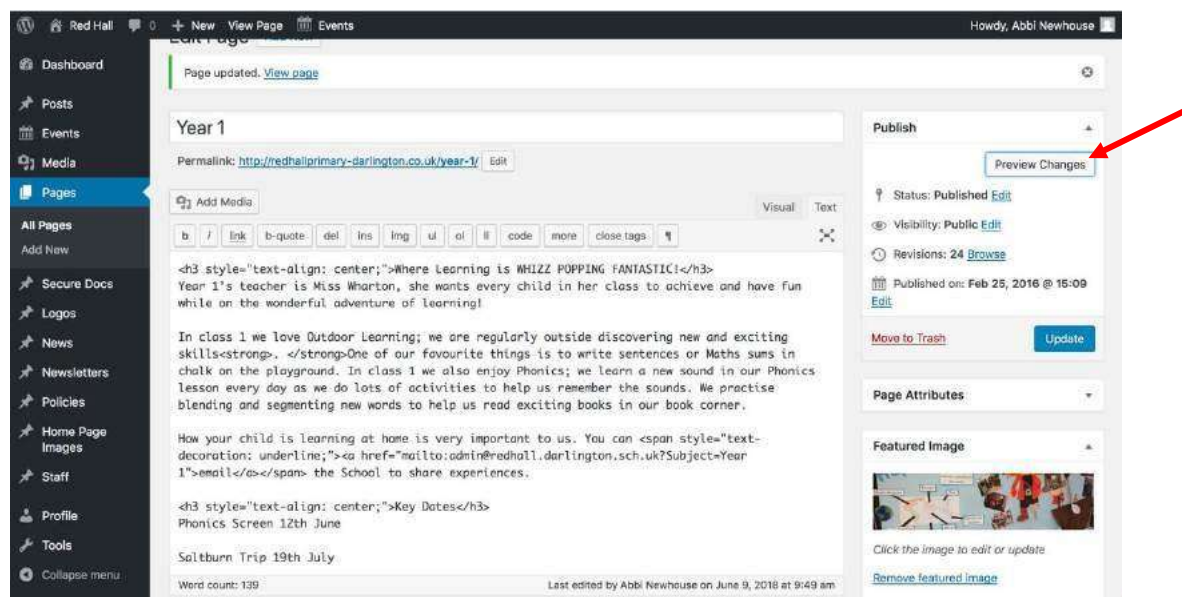 Red Hall 0 + New View Page Events Howdy, Abbi Newhouse
Edit Page Add New
Dashboard
Posts
Events
Media
Pages
All Pages
Add New
Secure Docs
Logos
News
Newsletters
Policies
Home Page
Images
Staff
Profile
Tools
Collapse menu
Page updated. View page
Year 1
Permalink: http://redhallprimary-darlington.co.uk/year-1/ Edit
Add Media Visual Text
b i link b-quote del ins img ul ol li code more close tags ¶
<h3 style="text-align: center;">Where Learning is WHIZZ POPPING FANTASTIC!</h3>
Year 1's teacher is Miss Wharton, she wants every child in her class to achieve and have fun
while on the wonderful adventure of learning!
In class 1 we love Outdoor Learning; we are regularly outside discovering new and exciting
skills<strong>. </strong>One of our favourite things is to write sentences or Maths sums in
chalk on the playground. In class 1 we also enjoy Phonics; we learn a new sound in our Phonics
lesson every day as we do lots of activities to help us remember the sounds. We practise
blending and segmenting new words to help us read exciting books in our book corner.
How your child is learning at home is very important to us. You can <span style="text-
decoration: underline;"><a href="mailto:admin@redhall.darlington.sch.uk?Subject=Year
1">email</a></span> the School to share experiences.
<h3 style="text-align: center;">Key Dates</h3>
Phonics Screen 12th June
Saltburn Trip 19th July
Word count: 139 Last edited by Abbi Newhouse on June 9, 2018 at 9:49 am
Publish
Preview Changes
Status: Published Edit
Visibility: Public Edit
Revisions: 24 Browse
Published on: Feb 25, 2016 @ 15:09
Edit
Move to Trash Update
Page Attributes
Featured Image
Click the image to edit or update
Remove featured image